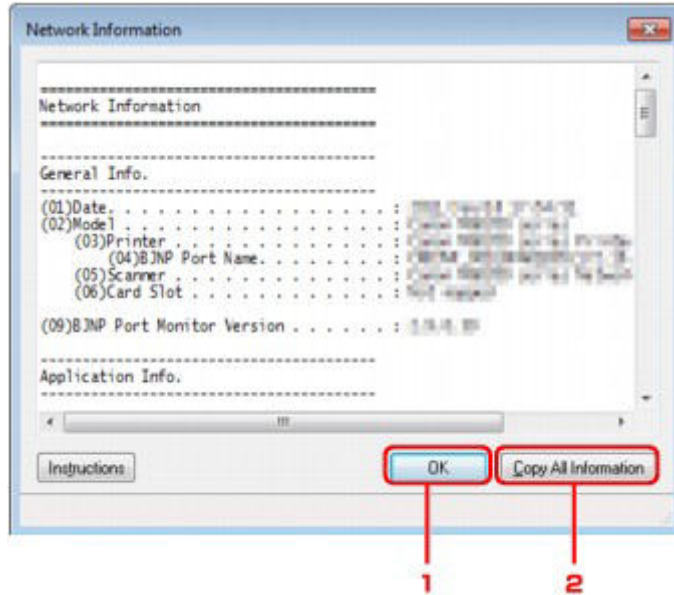 Network Information
========================================
Network Information
========================================
----------------------------------------
General Info.
----------------------------------------
(01)Date. . . . . . . . . . . . . . . . . :
(02)Model . . . . . . . . . . . . . . . . :
(03)Printer . . . . . . . . . . . . . . :
(04)BJNP Port Name. . . . . . . . . :
(05)Scanner . . . . . . . . . . . . . . :
(06)Card Slot . . . . . . . . . . . . . :
(09)BJNP Port Monitor Version . . . . . . :
----------------------------------------
Application Info.
----------------------------------------
Instructions OK Copy All Information
1 2